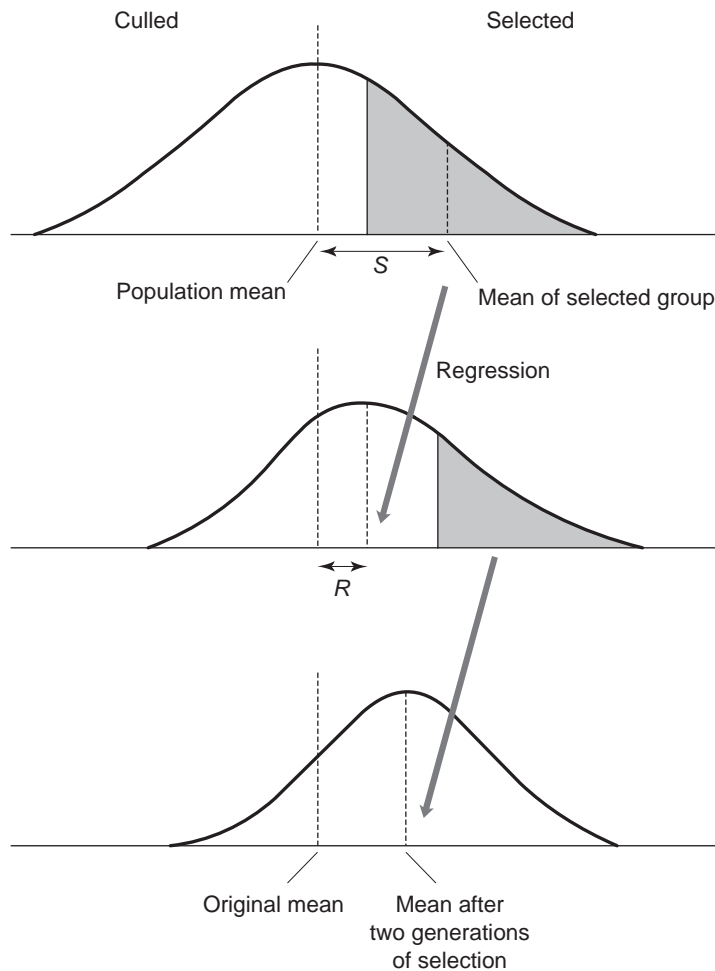 Culled
Selected
S
Population mean
Mean of selected group
Regression
R
Original mean
Mean after
two generations
of selection